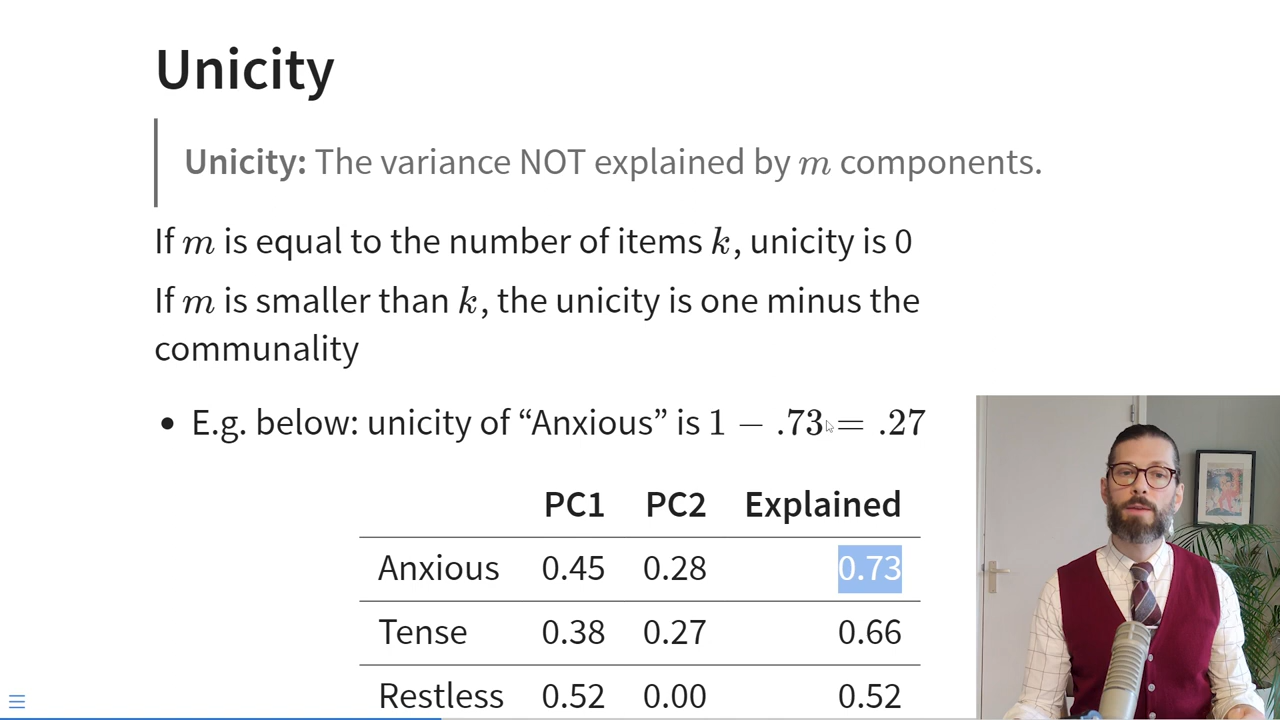 Unicity
Unicity: The variance NOT explained by m components.
If m is equal to the number of items k, unicity is 0
If m is smaller than k, the unicity is one minus the
communality
• E.g. below: unicity of “Anxious” is 1 − .73 = .27
PC1 PC2 Explained
Anxious 0.45 0.28 0.73
Tense 0.38 0.27 0.66
Restless 0.52 0.00 0.52